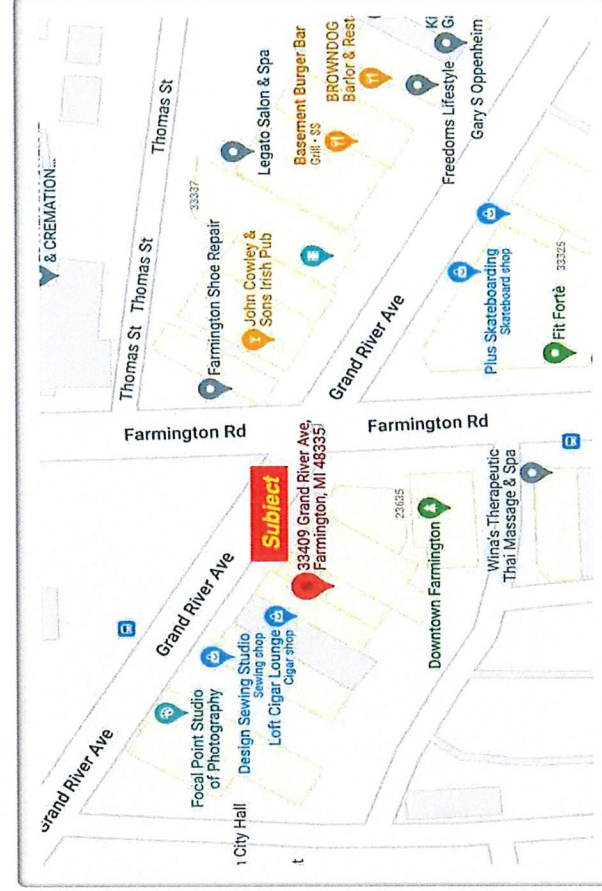 & CREMATION...
Thomas St
Thomas St
Thomas St
33337
Legato Salon & Spa
Basement Burger Bar
Grill · $$
BROWNDOG
Barlor & Rest
Farmington Shoe Repair
John Cowley &
Sons Irish Pub
Freedoms Lifestyle
Gary S Oppenheim
Ki
G
Farmington Rd
Farmington Rd
Grand River Ave
Grand River Ave
Grand River Ave
Plus Skateboarding
Skateboard shop
Fit Fortè
33325
Subject
33409 Grand River Ave,
Farmington, MI 48335
23635
Downtown Farmington
Wina's Therapeutic
Thai Massage & Spa
Focal Point Studio
of Photography
Design Sewing Studio
Sewing shop
Loft Cigar Lounge
Cigar shop
City Hall